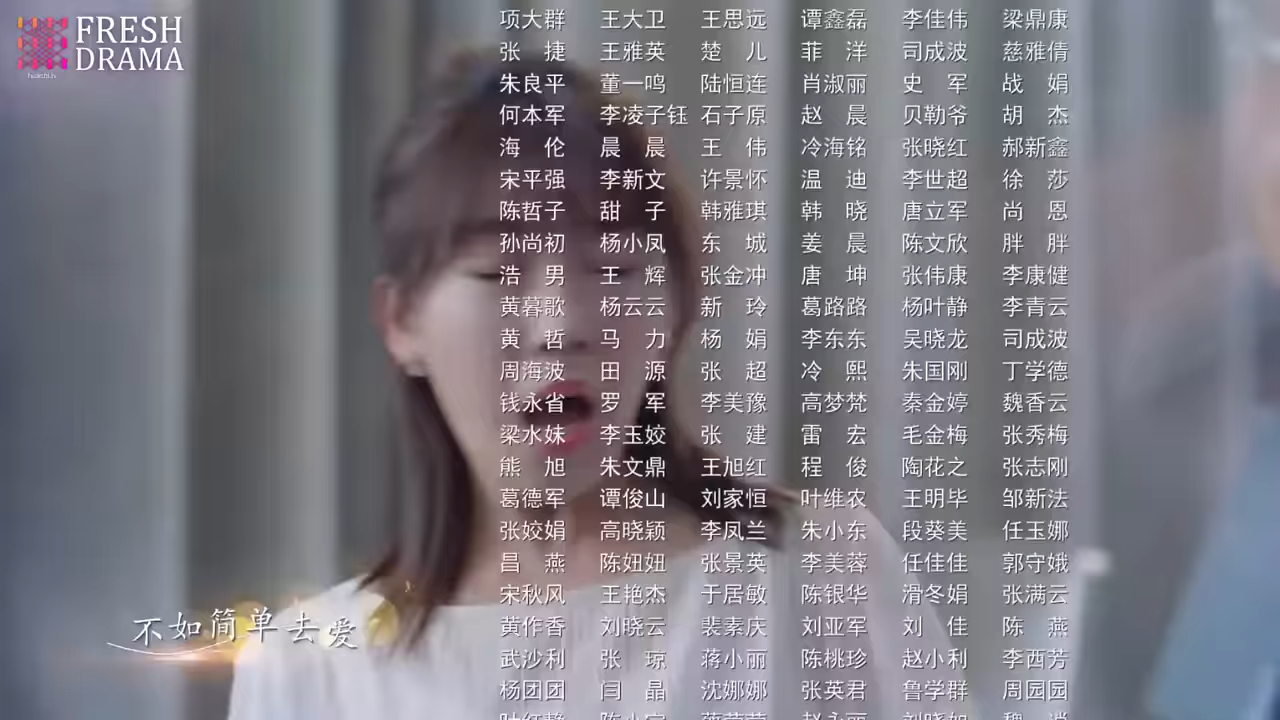 FRESH
DRAMA
项大群 王大卫 王思远 谭鑫磊 李佳伟 梁鼎康
张 捷 王雅英 楚 儿 菲 洋 司成波 慈雅倩
朱良平 董一鸣 陆恒连 肖淑丽 史 军 战 娟
何本军 李凌子钰 石子原 赵 晨 贝勒爷 胡 杰
海 伦 晨 晨 王 伟 冷海铭 张晓红 郝新鑫
宋平强 李新文 许景怀 温 迪 李世超 徐 莎
陈哲子 甜 子 韩雅琪 韩 晓 唐立军 尚 恩
孙尚初 杨小凤 东 城 姜 晨 陈文欣 胖 胖
浩 男 王 辉 张金冲 唐 坤 张伟康 李康健
黄暮歌 杨云云 新 玲 葛路路 杨叶静 李青云
黄 哲 马 力 杨 娟 李东东 吴晓龙 司成波
周海波 田 源 张 超 冷 熙 朱国刚 丁学德
钱永省 罗 军 李美豫 高梦梵 秦金婷 魏香云
梁水妹 李玉姣 张 建 雷 宏 毛金梅 张秀梅
熊 旭 朱文鼎 王旭红 程 俊 陶花之 张志刚
葛德军 谭俊山 刘家恒 叶维农 王明毕 邹新法
张姣娟 高晓颖 李凤兰 朱小东 段葵美 任玉娜
昌 燕 陈妞妞 张景英 李美蓉 任佳佳 郭守娥
宋秋风 王艳杰 于居敏 陈银华 滑冬娟 张满云
黄作香 刘晓云 裴素庆 刘亚军 刘 佳 陈 燕
武沙利 张 琼 蒋小丽 陈桃珍 赵小利 李西芳
杨团团 闫 晶 沈娜娜 张英君 鲁学群 周园园
不如简单去爱